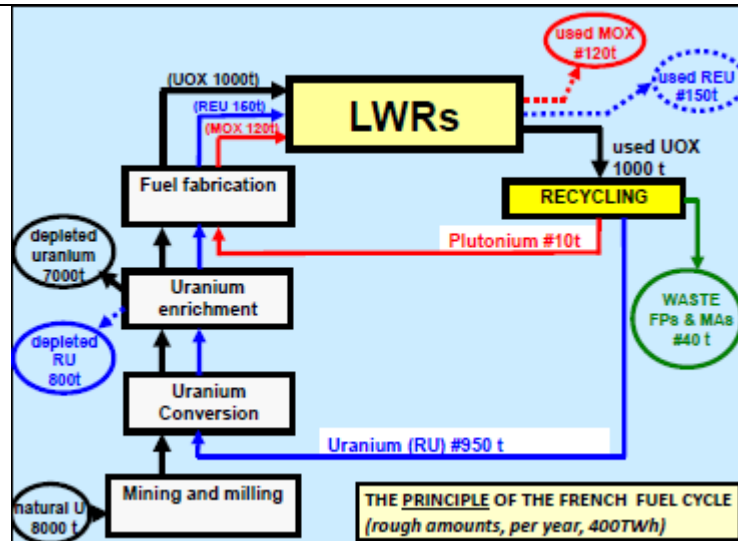 used MOX
#120t
(UOX 1000t)
used REU
#150t
(REU 150t)
LWRs
(MOX 120t)
used UOX
1000 t
Fuel fabrication
RECYCLING
depleted
uranium
7000t
Plutonium #10t
Uranium
enrichment
WASTE
FPs & MAs
#40 t
depleted
RU
800t
Uranium
Conversion
Uranium (RU) #950 t
natural U
8000 t
Mining and milling
THE PRINCIPLE OF THE FRENCH FUEL CYCLE
(rough amounts, per year, 400TWh)